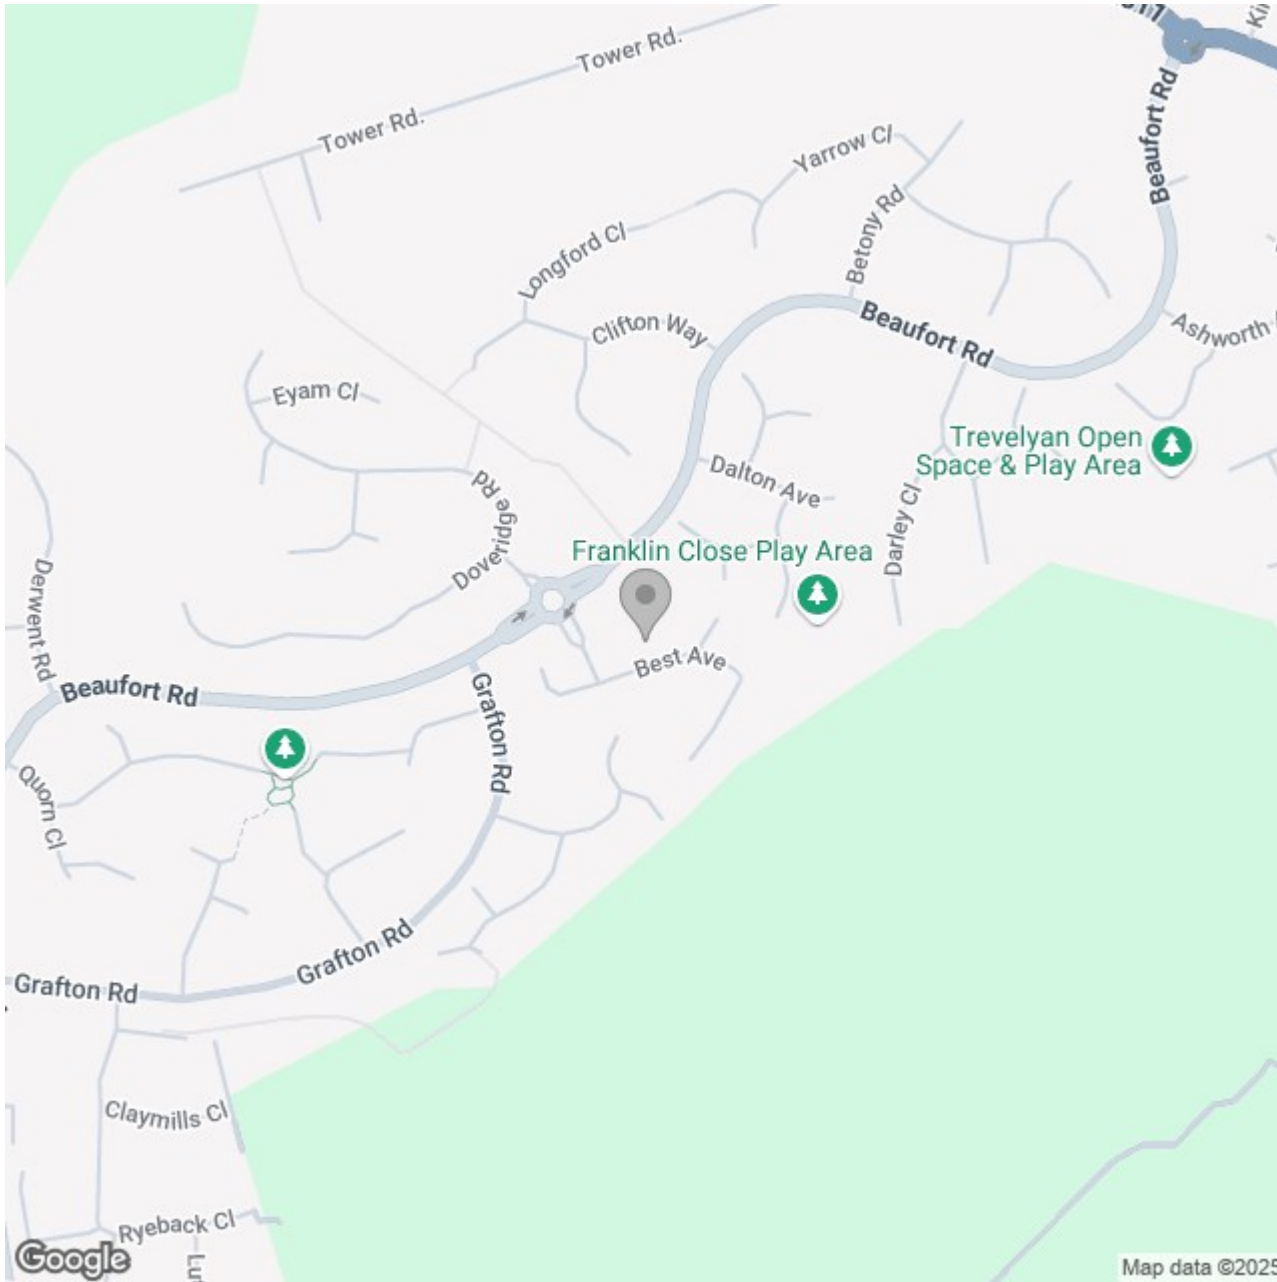 Tower Rd.
Tower Rd.
Beaufort Rd
Yarrow Cl
Betony Rd
Longford Cl
Clifton Way
Beaufort Rd
Ashworth
Eyam Cl
Trevelyan Open
Space & Play Area
Dalton Ave
Doveridge Rd
Darley Cl
Franklin Close Play Area
Derwent Rd
Best Ave
Beaufort Rd
Grafton Rd
Quorn Cl
Grafton Rd
Grafton Rd
Claymills Cl
Ryeback Cl
Google
Map data ©2025